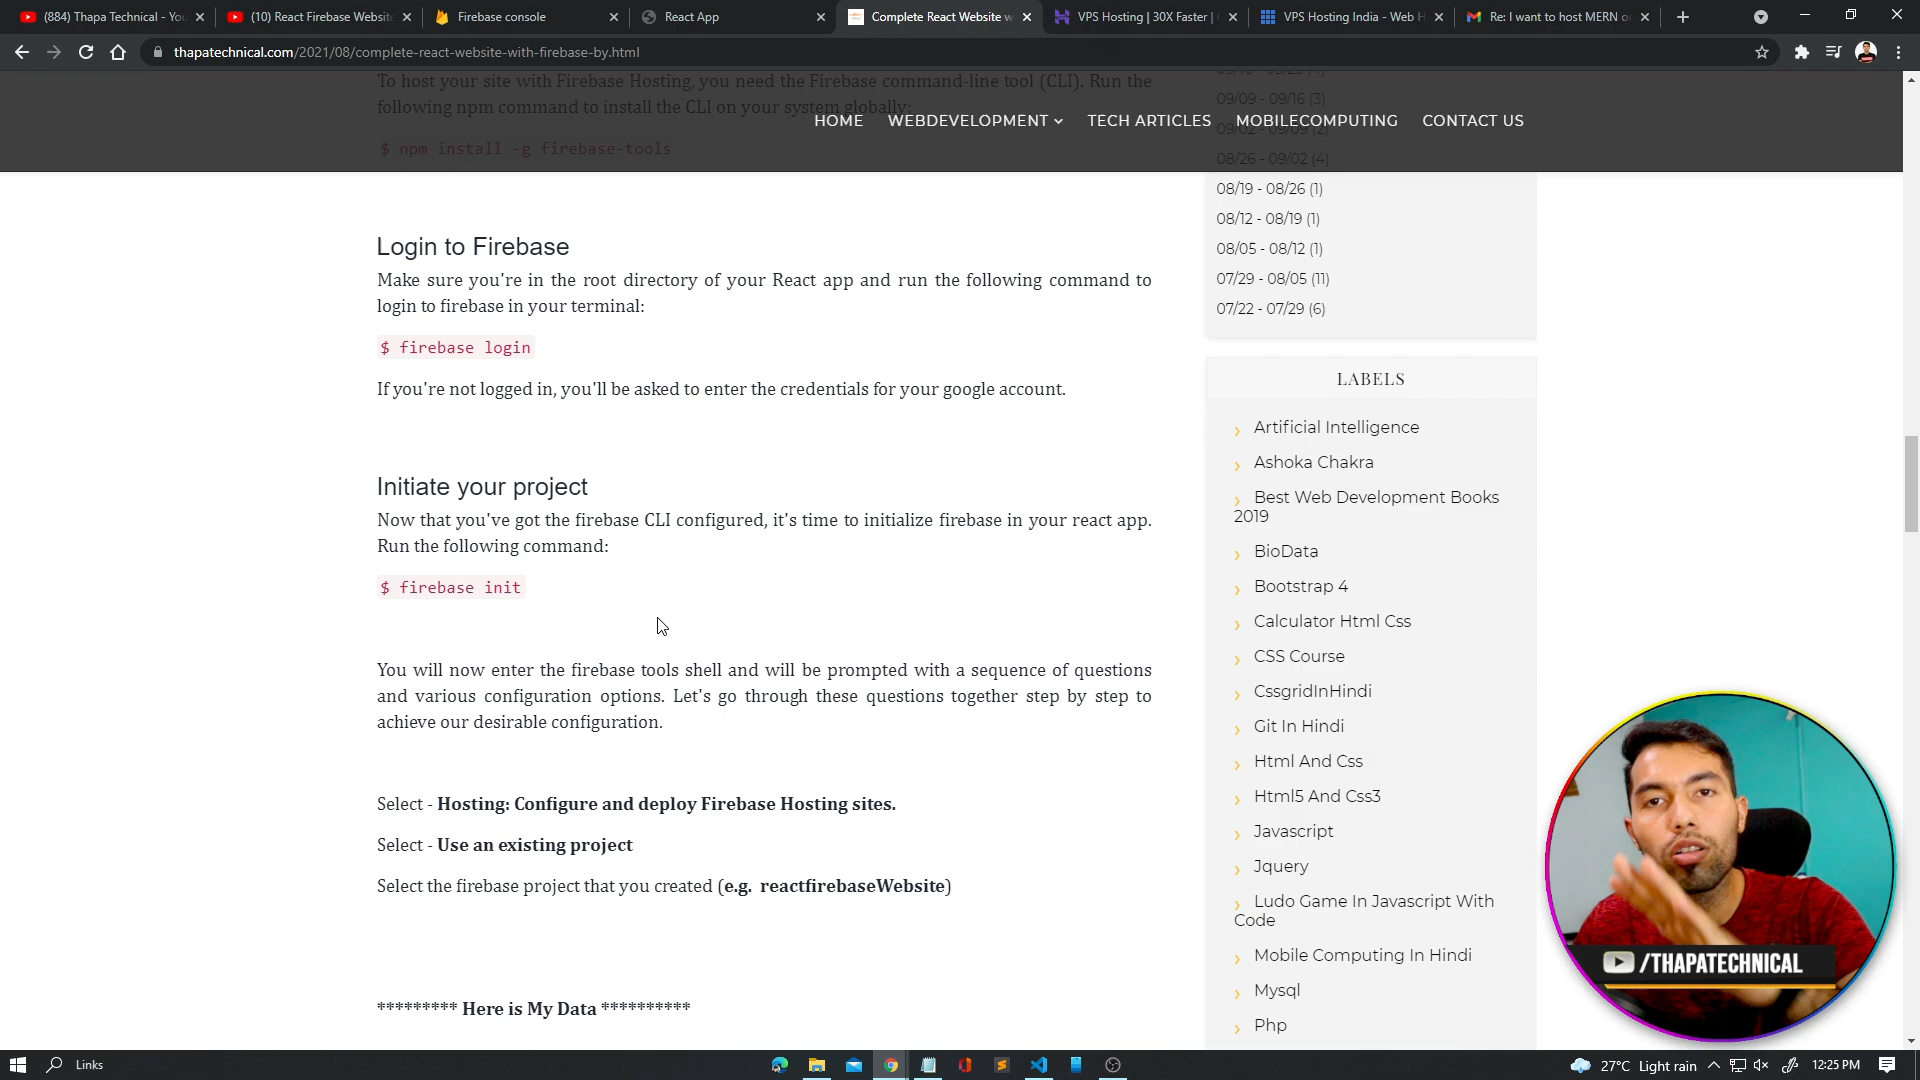 (884) Thapa Technical - You
(10) React Firebase Website
Firebase console
React App
Complete React Website w
VPS Hosting | 30X Faster |
VPS Hosting India - Web H
Re: I want to host MERN o
thapatechnical.com/2021/08/complete-react-website-with-firebase-by.html
To host your site with Firebase Hosting, you need the Firebase command-line tool (CLI). Run the
following npm command to install the CLI on your system globally:
$ npm install -g firebase-tools
HOME
WEBDEVELOPMENT
TECH ARTICLES
MOBILECOMPUTING
CONTACT US
Login to Firebase
Make sure you're in the root directory of your React app and run the following command to
login to firebase in your terminal:
$ firebase login
If you're not logged in, you'll be asked to enter the credentials for your google account.
Initiate your project
Now that you've got the firebase CLI configured, it's time to initialize firebase in your react app.
Run the following command:
$ firebase init
You will now enter the firebase tools shell and will be prompted with a sequence of questions
and various configuration options. Let's go through these questions together step by step to
achieve our desirable configuration.
Select - Hosting: Configure and deploy Firebase Hosting sites.
Select - Use an existing project
Select the firebase project that you created (e.g. reactfirebaseWebsite)
********* Here is My Data **********
09/09 - 09/16 (3)
09/02 - 09/09 (2)
08/26 - 09/02 (4)
08/19 - 08/26 (1)
08/12 - 08/19 (1)
08/05 - 08/12 (1)
07/29 - 08/05 (11)
07/22 - 07/29 (6)
LABELS
Artificial Intelligence
Ashoka Chakra
Best Web Development Books
2019
BioData
Bootstrap 4
Calculator Html Css
CSS Course
CssgridInHindi
Git In Hindi
Html And Css
Html5 And Css3
Javascript
Jquery
Ludo Game In Javascript With
Code
Mobile Computing In Hindi
Mysql
Php
/THAPATECHNICAL
Links
27°C Light rain
12:25 PM